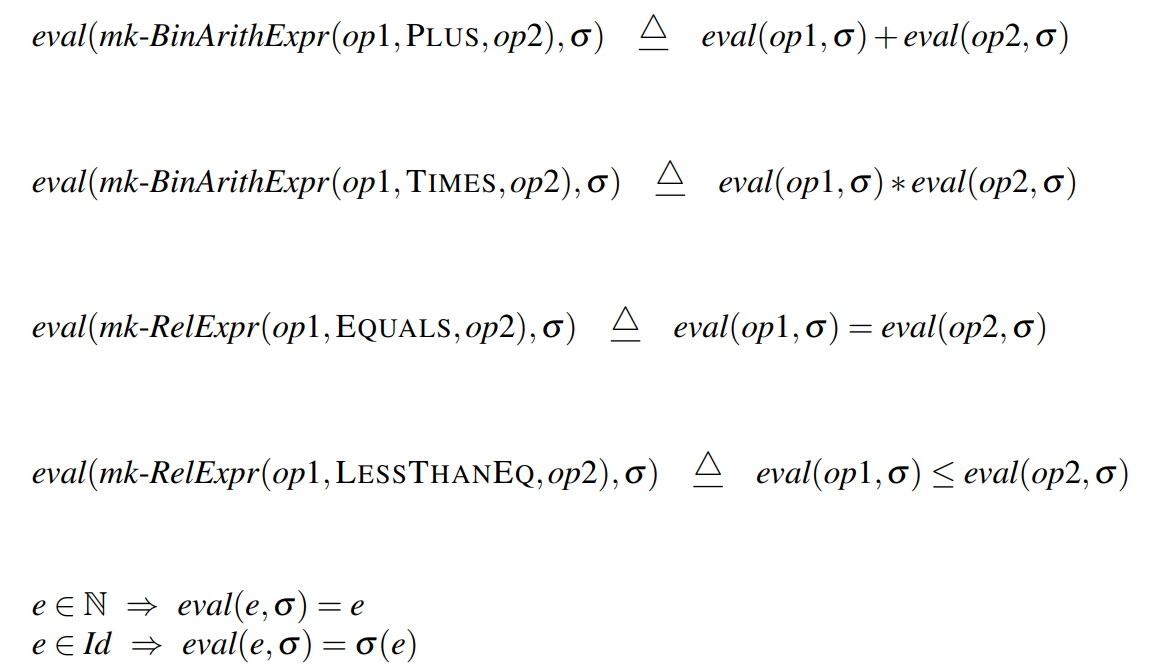 eval(mk-BinArithExpr(op1, PLUS, op2), σ) ≜ eval(op1, σ) + eval(op2, σ)
eval(mk-BinArithExpr(op1, TIMES, op2), σ) ≜ eval(op1, σ) ∗ eval(op2, σ)
eval(mk-RelExpr(op1, EQUALS, op2), σ) ≜ eval(op1, σ) = eval(op2, σ)
eval(mk-RelExpr(op1, LESSTHANEQ, op2), σ) ≜ eval(op1, σ) ≤ eval(op2, σ)
e ∈ ℕ ⇒ eval(e, σ) = e
e ∈ Id ⇒ eval(e, σ) = σ(e)